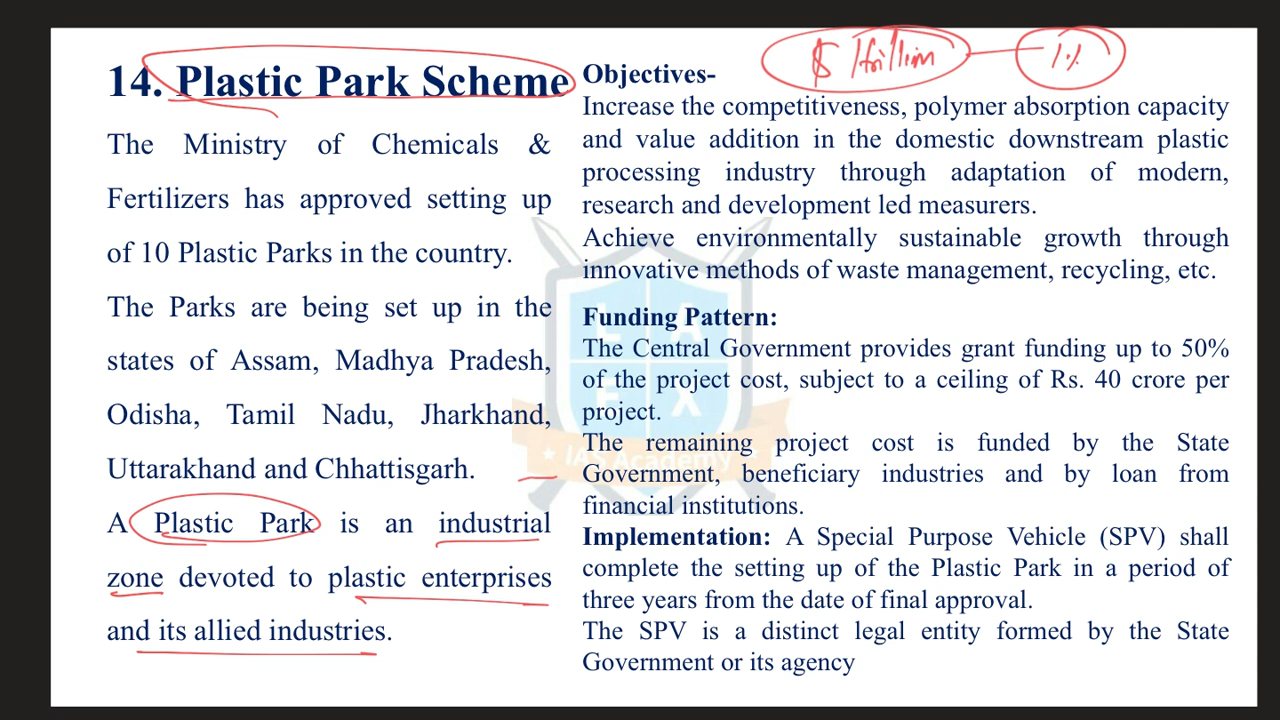 14. Plastic Park Scheme
The Ministry of Chemicals &
Fertilizers has approved setting up
of 10 Plastic Parks in the country.
The Parks are being set up in the
states of Assam, Madhya Pradesh,
Odisha, Tamil Nadu, Jharkhand,
Uttarakhand and Chhattisgarh.
A Plastic Park is an industrial
zone devoted to plastic enterprises
and its allied industries.
$ 1trillion 1%
Objectives-
Increase the competitiveness, polymer absorption capacity
and value addition in the domestic downstream plastic
processing industry through adaptation of modern,
research and development led measurers.
Achieve environmentally sustainable growth through
innovative methods of waste management, recycling, etc.
Funding Pattern:
The Central Government provides grant funding up to 50%
of the project cost, subject to a ceiling of Rs. 40 crore per
project.
The remaining project cost is funded by the State
Government, beneficiary industries and by loan from
financial institutions.
Implementation: A Special Purpose Vehicle (SPV) shall
complete the setting up of the Plastic Park in a period of
three years from the date of final approval.
The SPV is a distinct legal entity formed by the State
Government or its agency
L A
E X
IAS Academy